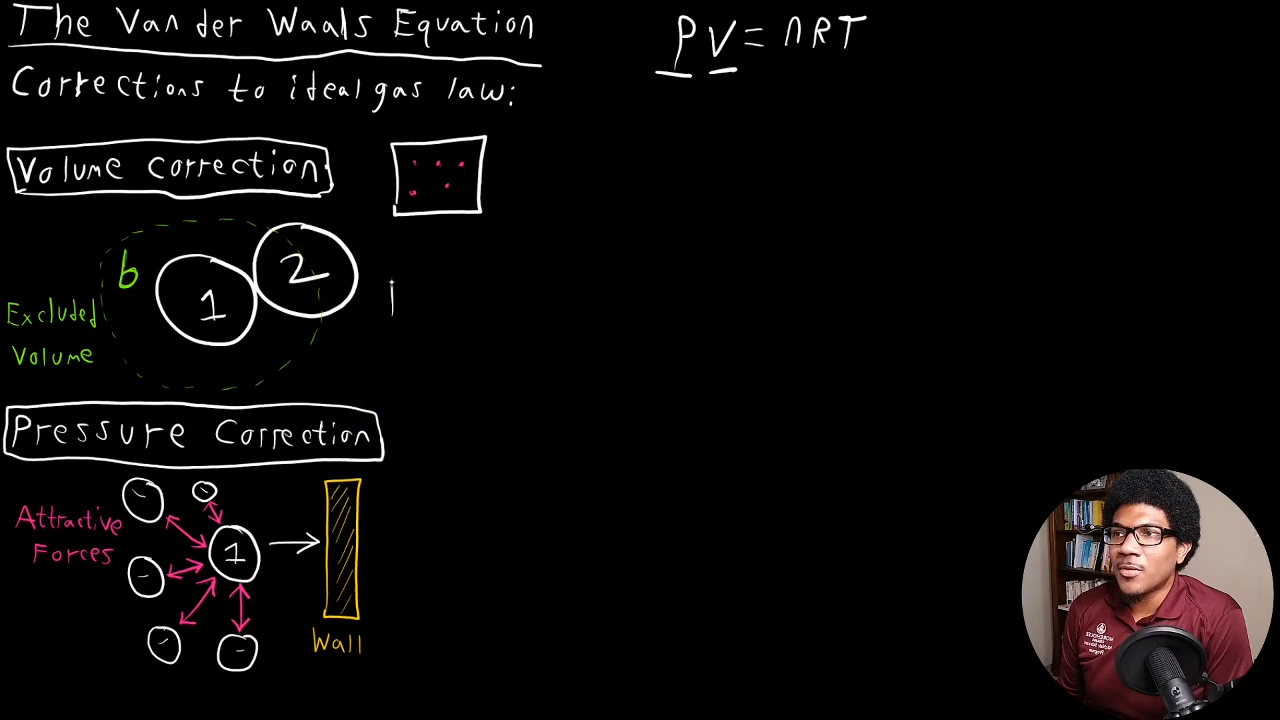 The Van der Waals Equation
PV = nRT
Corrections to ideal gas law:
Volume correction
b
1
2
Excluded
Volume
Pressure Correction
Attractive
Forces
1
Wall
MOREHOUSE